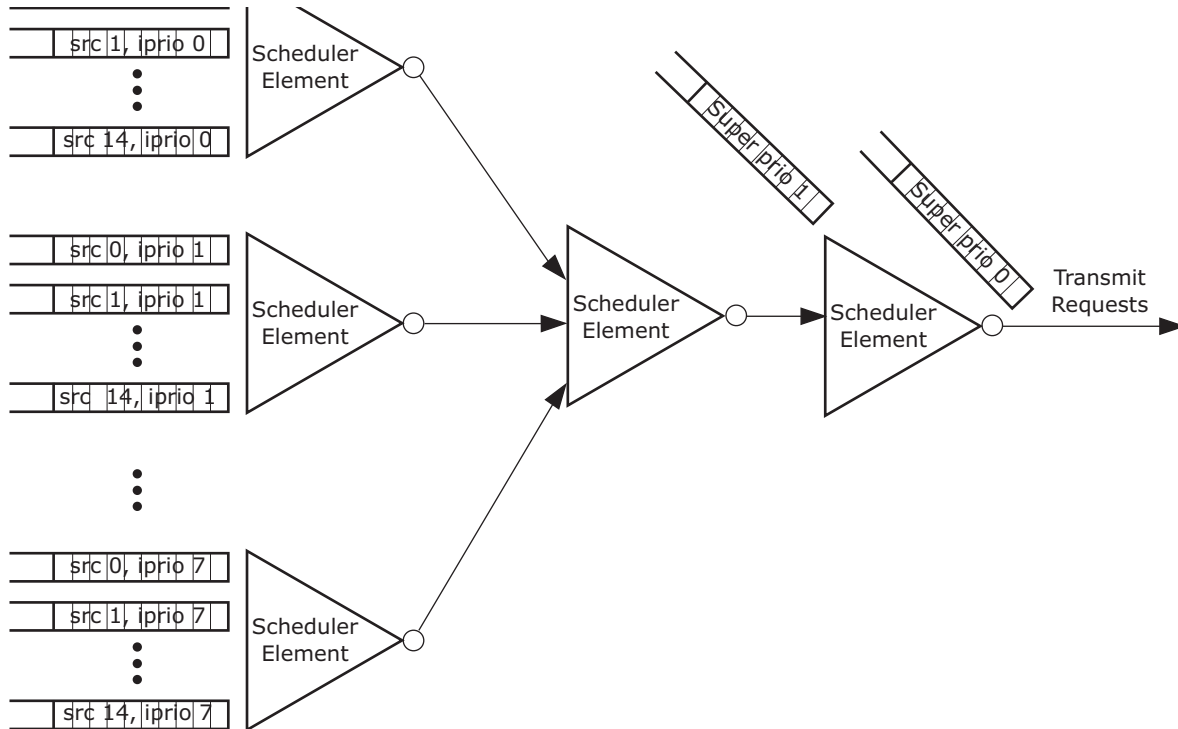 src 1, iprio 0
src 14, iprio 0
Scheduler
Element
src 0, iprio 1
src 1, iprio 1
src  14, iprio 1
Scheduler
Element
src 0, iprio 7
src 1, iprio 7
src 14, iprio 7
Scheduler
Element
Scheduler
Element
Super prio 1
Scheduler
Element
Super prio 0
Transmit
Requests